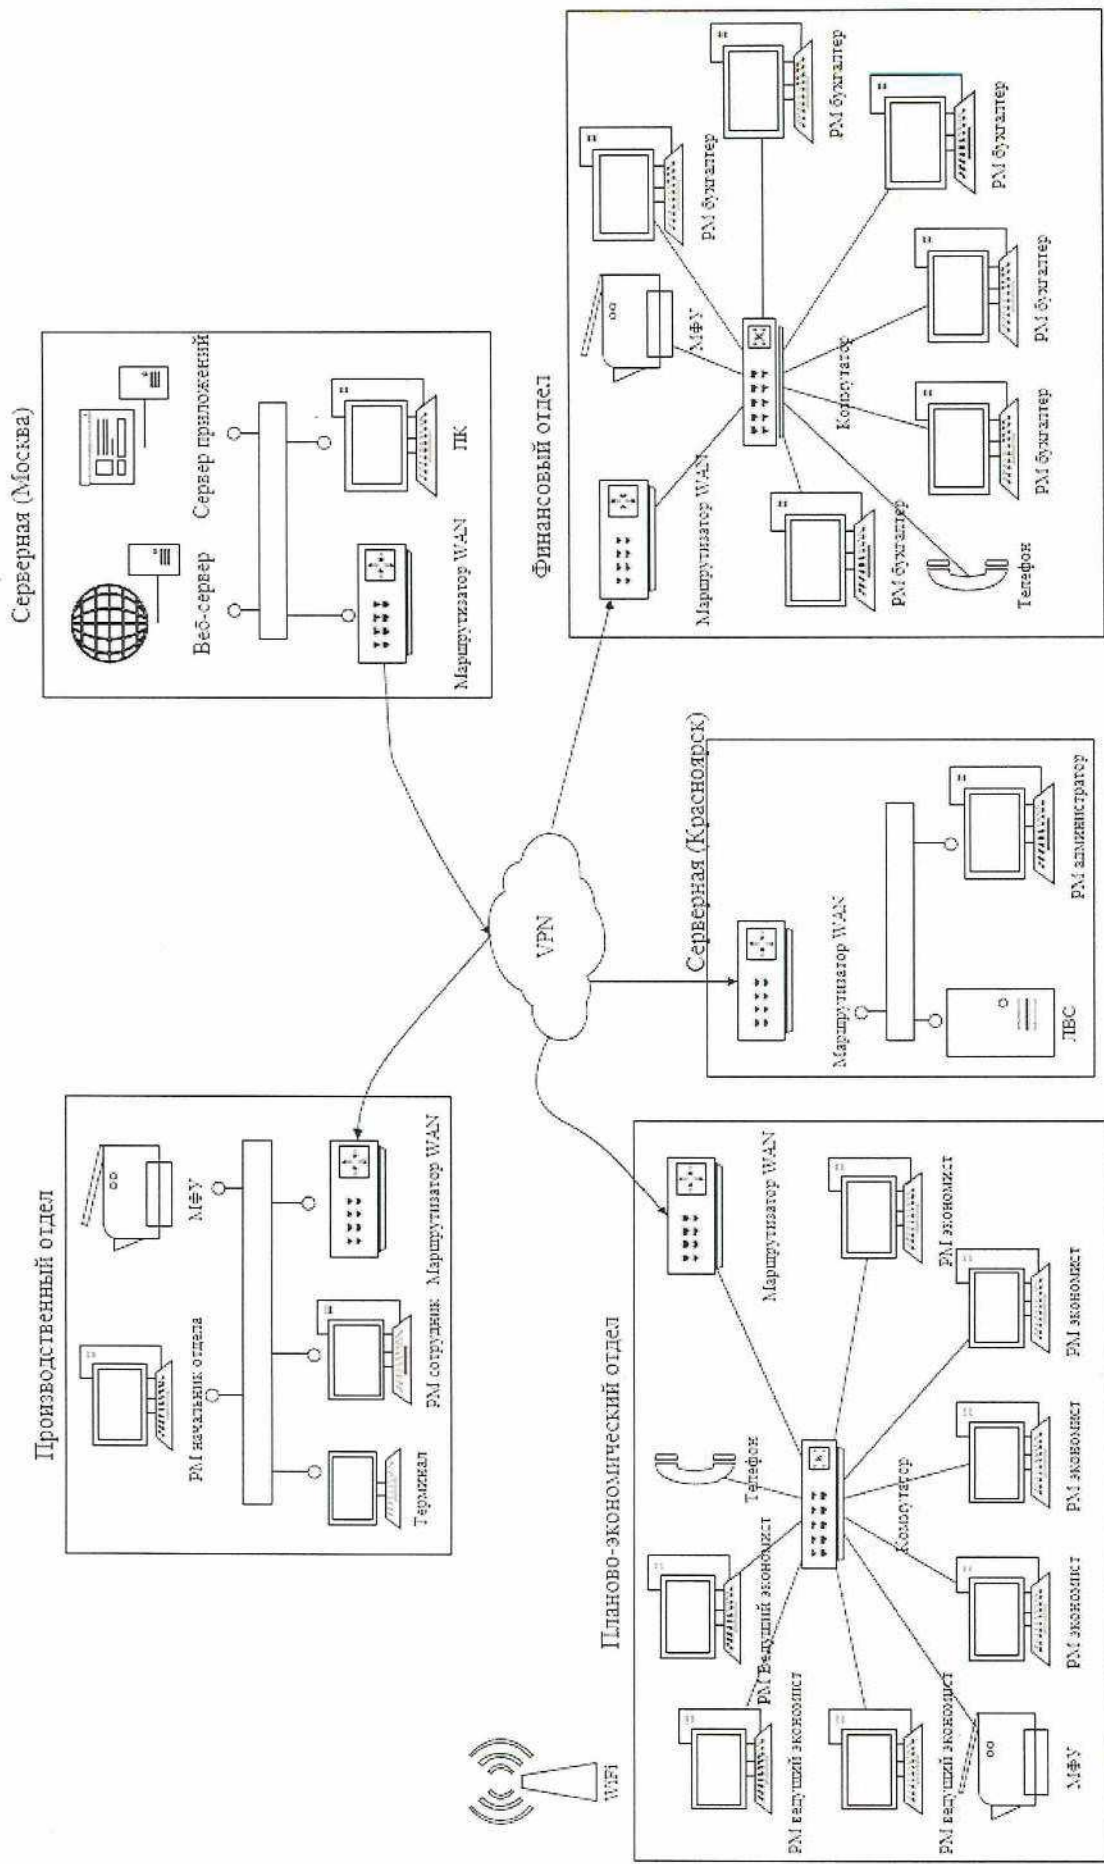 Серверная (Москва)
Веб-сервер
Сервер приложений
Маршрутизатор WAN
ПК
Производственный отдел
РМ начальник отдела
МФУ
Терминал
РМ сотрудник
Маршрутизатор WAN
VPN
WiFi
Планово-экономический отдел
РМ Ведущий экономист
Телефон
Маршрутизатор WAN
РМ ведущий экономист
Коммутатор
РМ экономист
РМ ведущий экономист
МФУ
РМ экономист
РМ экономист
РМ экономист
Серверная (Красноярск)
Маршрутизатор WAN
ЛВС
РМ администратор
Финансовый отдел
Маршрутизатор WAN
МФУ
РМ бухгалтер
РМ бухгалтер
Коммутатор
РМ бухгалтер
Телефон
РМ бухгалтер
РМ бухгалтер
РМ бухгалтер